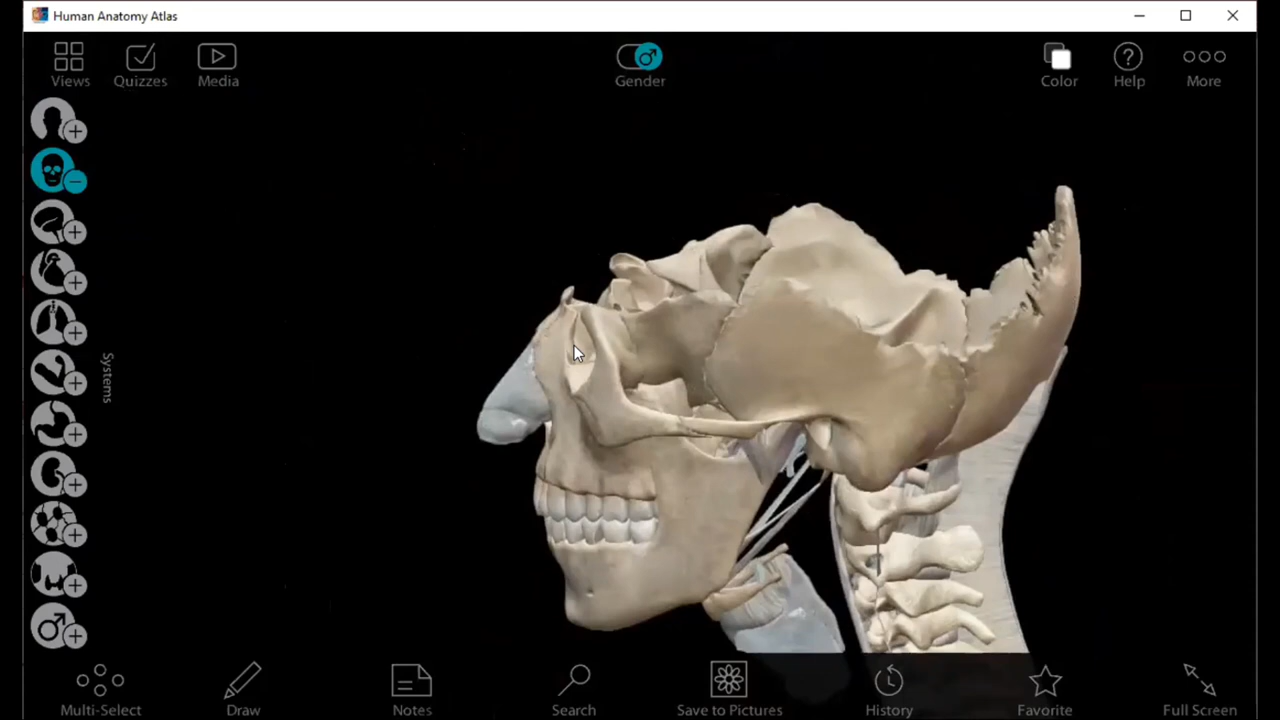 Human Anatomy Atlas
Views
Quizzes
Media
Gender
Color
Help
More
Systems
Multi-Select
Draw
Notes
Search
Save to Pictures
History
Favorite
Full Screen